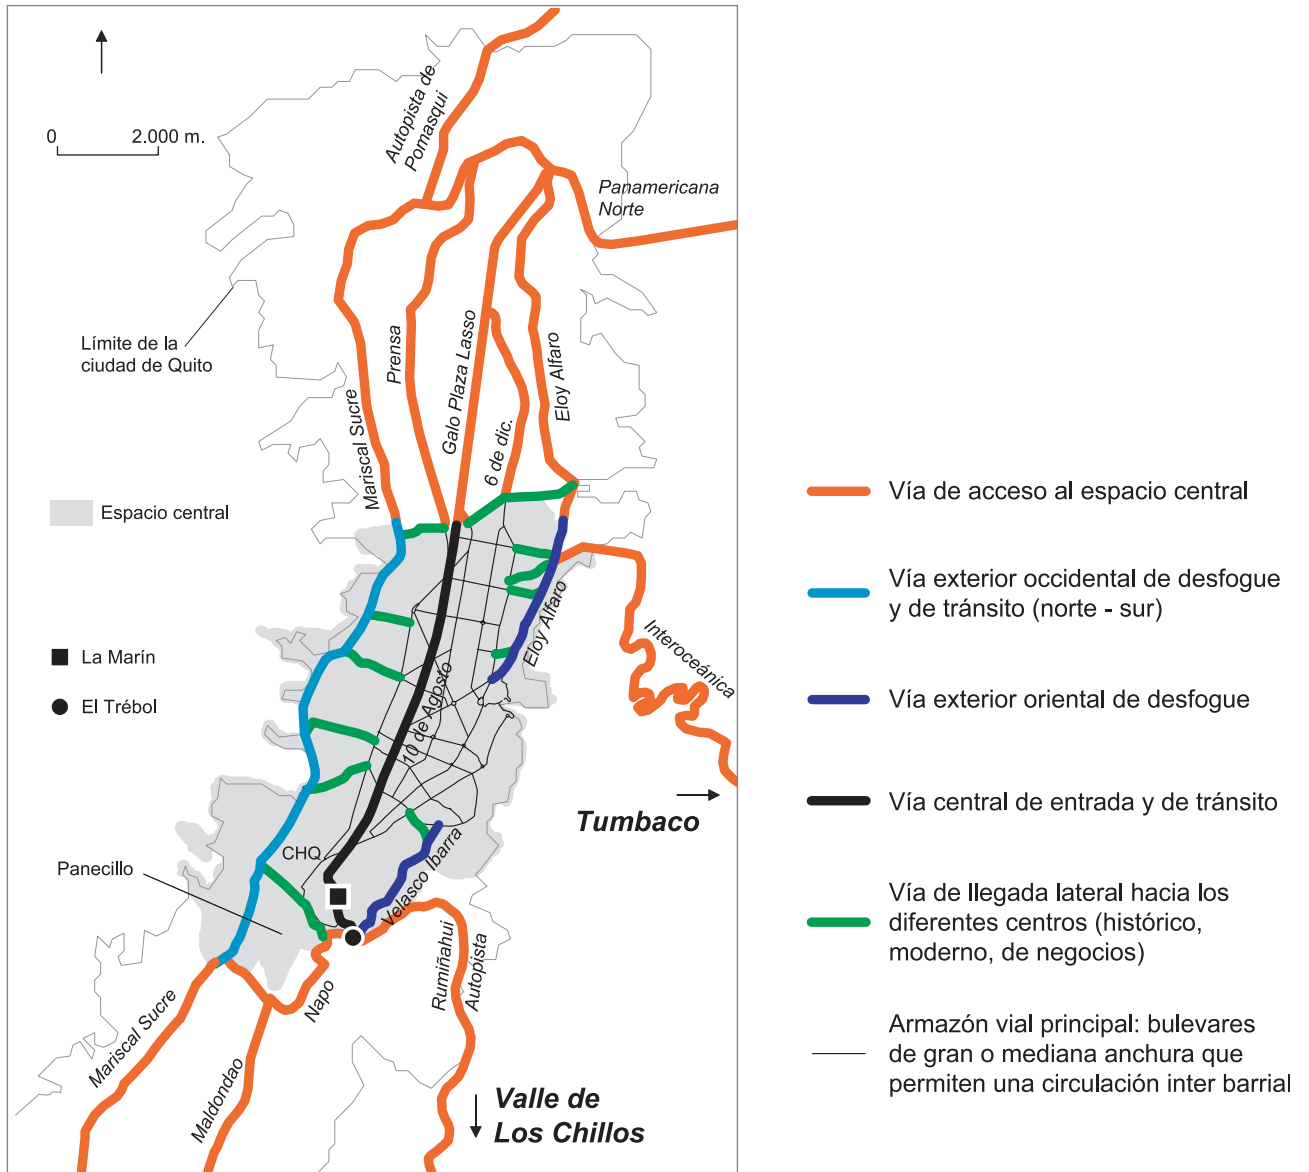 0
2.000 m.
Autopista de
Pomasqui
Panamericana
Norte
Límite de la
ciudad de Quito
Mariscal Sucre
Prensa
Galo Plaza Lasso
6 de dic.
Eloy Alfaro
Espacio central
La Marín
El Trébol
Eloy Alfaro
Interoceánica
10 de Agosto
Tumbaco
CHQ
Panecillo
Velasco Ibarra
Napo
Rumiñahui
Autopista
Mariscal Sucre
Maldondao
Valle de
Los Chillos
Vía de acceso al espacio central
Vía exterior occidental de desfogue
y de tránsito (norte - sur)
Vía exterior oriental de desfogue
Vía central de entrada y de tránsito
Vía de llegada lateral hacia los
diferentes centros (histórico,
moderno, de negocios)
Armazón vial principal: bulevares
de gran o mediana anchura que
permiten una circulación inter barrial